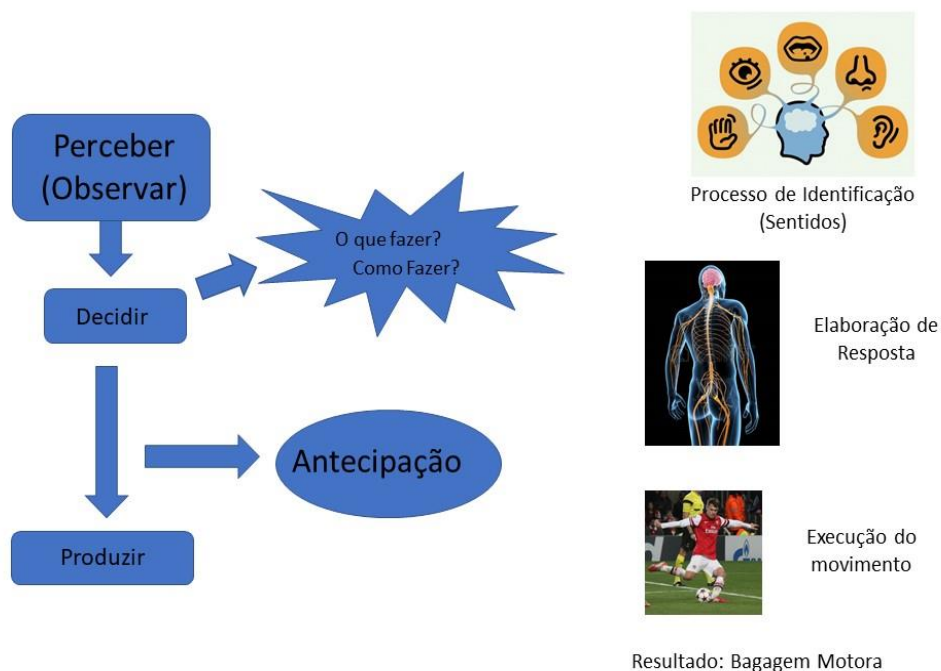 Perceber
(Observar)
O que fazer?
Como Fazer?
Decidir
Antecipação
Produzir
Processo de Identificação
(Sentidos)
Elaboração de
Resposta
Execução do
movimento
Resultado: Bagagem Motora